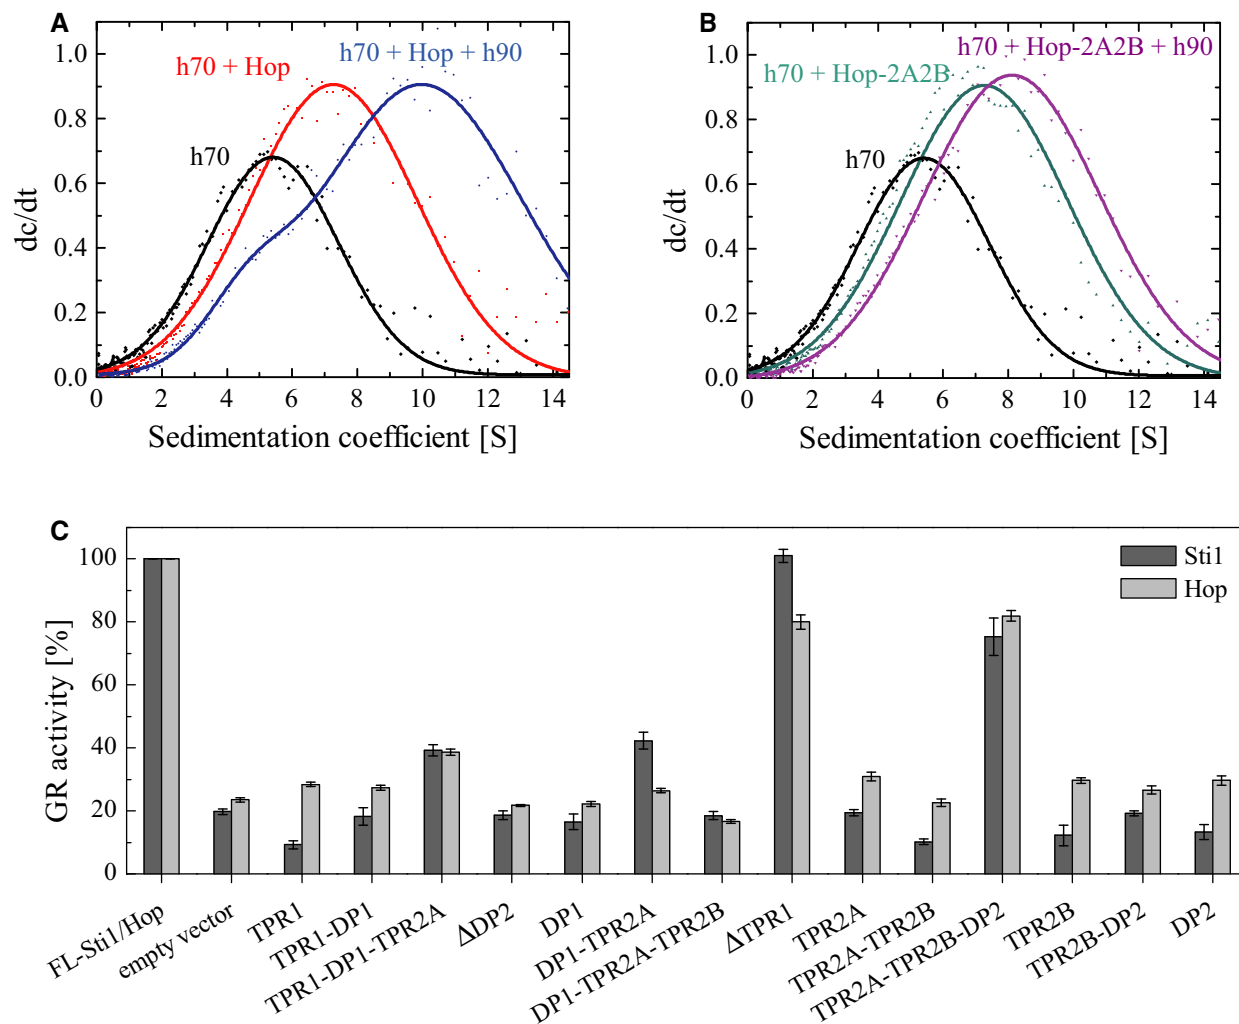 A
B
h70 + Hop
h70 + Hop + h90
h70
dc/dt
1.0
0.8
0.6
0.4
0.2
0.0
0 2 4 6 8 10 12 14
Sedimentation coefficient [S]
h70 + Hop-2A2B + h90
h70 + Hop-2A2B
h70
dc/dt
1.0
0.8
0.6
0.4
0.2
0.0
0 2 4 6 8 10 12 14
Sedimentation coefficient [S]
C
Sti1
Hop
GR activity [%]
100
80
60
40
20
0
FL-Sti1/Hop
empty vector
TPR1
TPR1-DP1
TPR1-DP1-TPR2A
ΔDP2
DP1
DP1-TPR2A
DP1-TPR2A-TPR2B
ΔTPR1
TPR2A
TPR2A-TPR2B
TPR2A-TPR2B-DP2
TPR2B
TPR2B-DP2
DP2